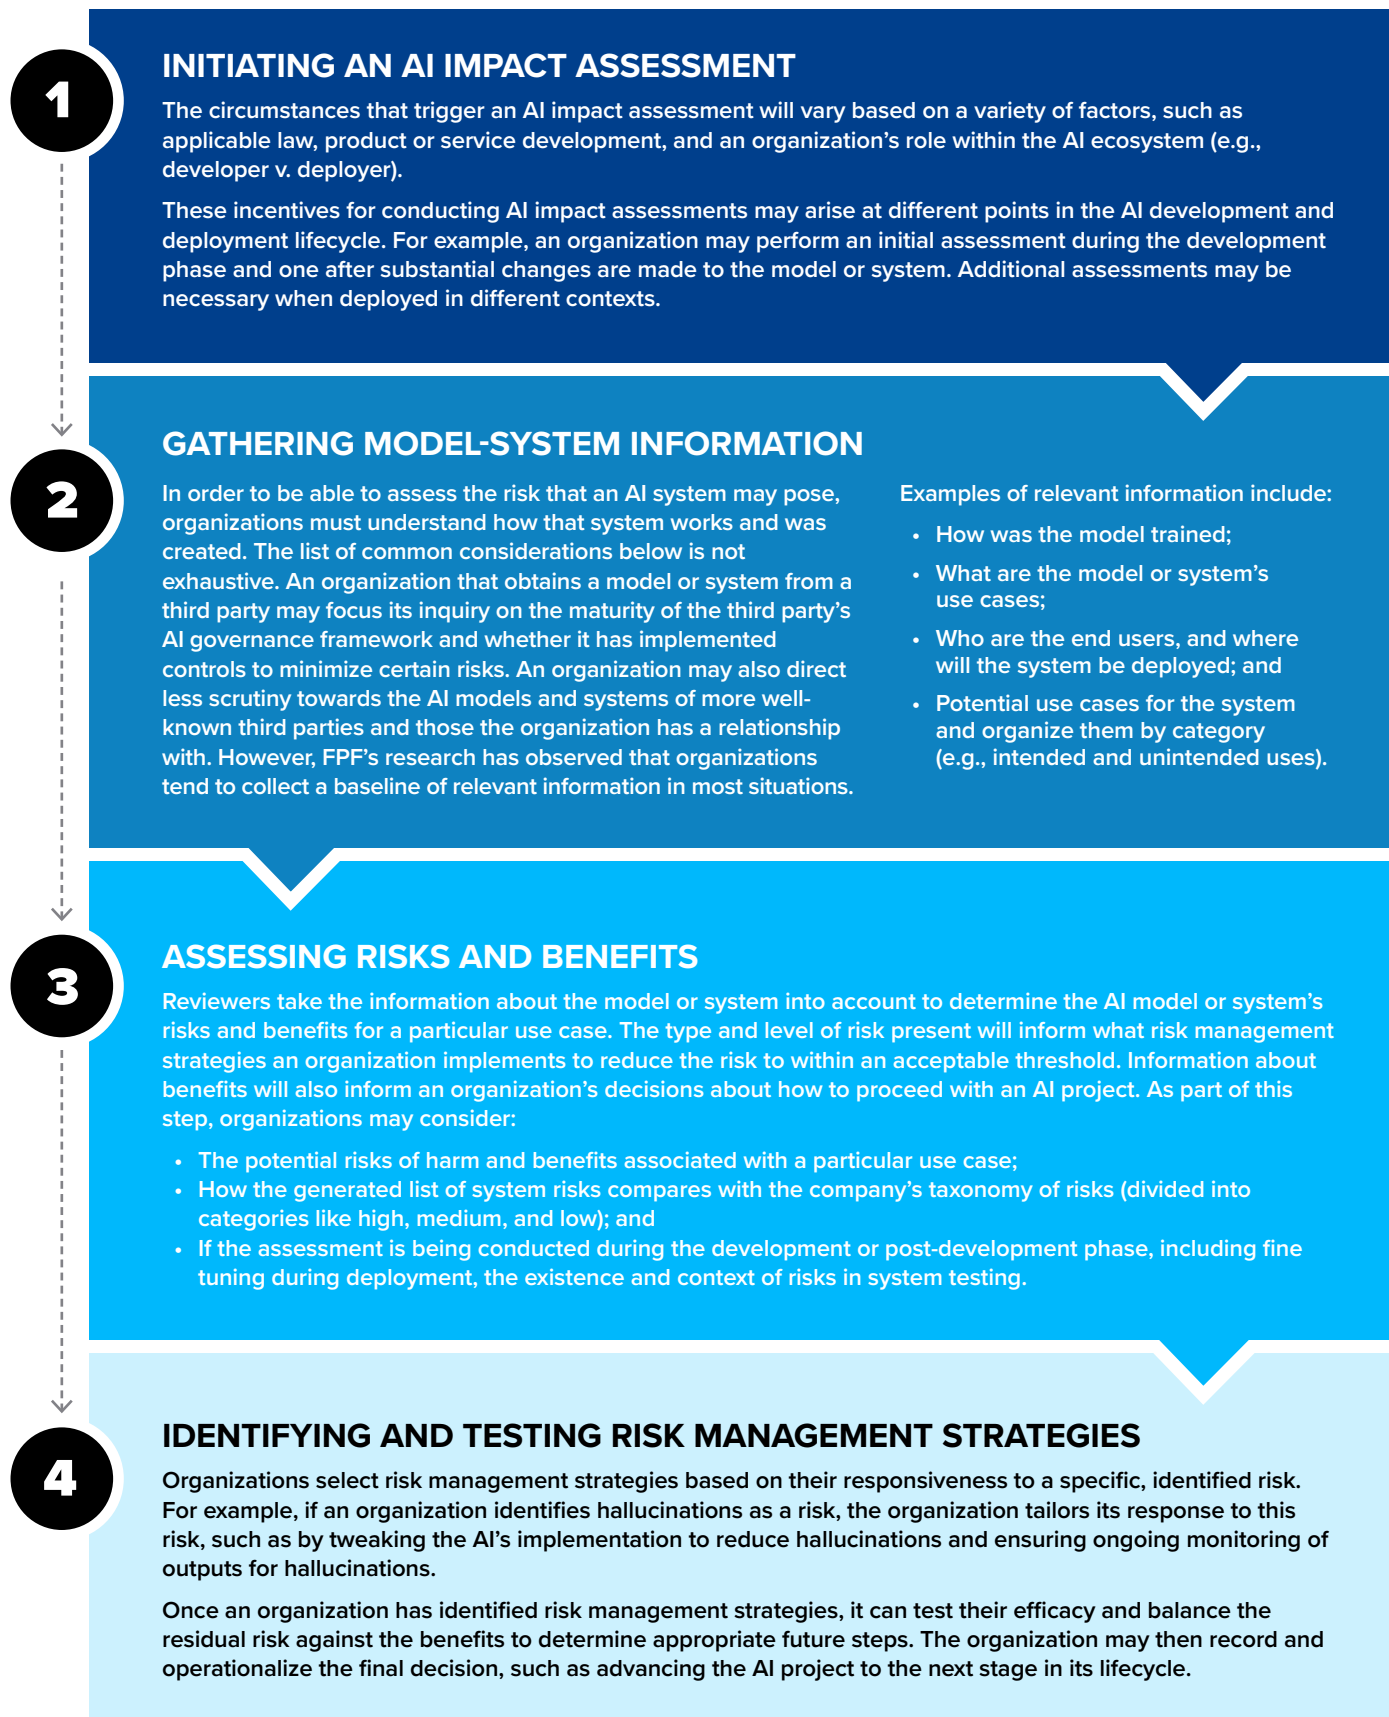 1
INITIATING AN AI IMPACT ASSESSMENT
The circumstances that trigger an AI impact assessment will vary based on a variety of factors, such as
applicable law, product or service development, and an organization's role within the AI ecosystem (e.g.,
developer v. deployer).
These incentives for conducting AI impact assessments may arise at different points in the AI development and
deployment lifecycle. For example, an organization may perform an initial assessment during the development
phase and one after substantial changes are made to the model or system. Additional assessments may be
necessary when deployed in different contexts.
2
GATHERING MODEL-SYSTEM INFORMATION
In order to be able to assess the risk that an AI system may pose,
organizations must understand how that system works and was
created. The list of common considerations below is not
exhaustive. An organization that obtains a model or system from a
third party may focus its inquiry on the maturity of the third party's
AI governance framework and whether it has implemented
controls to minimize certain risks. An organization may also direct
less scrutiny towards the AI models and systems of more well-
known third parties and those the organization has a relationship
with. However, FPF's research has observed that organizations
tend to collect a baseline of relevant information in most situations.
Examples of relevant information include:
• How was the model trained;
• What are the model or system's
use cases;
• Who are the end users, and where
will the system be deployed; and
• Potential use cases for the system
and organize them by category
(e.g., intended and unintended uses).
3
ASSESSING RISKS AND BENEFITS
Reviewers take the information about the model or system into account to determine the AI model or system's
risks and benefits for a particular use case. The type and level of risk present will inform what risk management
strategies an organization implements to reduce the risk to within an acceptable threshold. Information about
benefits will also inform an organization's decisions about how to proceed with an AI project. As part of this
step, organizations may consider:
• The potential risks of harm and benefits associated with a particular use case;
• How the generated list of system risks compares with the company's taxonomy of risks (divided into
categories like high, medium, and low); and
• If the assessment is being conducted during the development or post-development phase, including fine
tuning during deployment, the existence and context of risks in system testing.
4
IDENTIFYING AND TESTING RISK MANAGEMENT STRATEGIES
Organizations select risk management strategies based on their responsiveness to a specific, identified risk.
For example, if an organization identifies hallucinations as a risk, the organization tailors its response to this
risk, such as by tweaking the AI's implementation to reduce hallucinations and ensuring ongoing monitoring of
outputs for hallucinations.
Once an organization has identified risk management strategies, it can test their efficacy and balance the
residual risk against the benefits to determine appropriate future steps. The organization may then record and
operationalize the final decision, such as advancing the AI project to the next stage in its lifecycle.